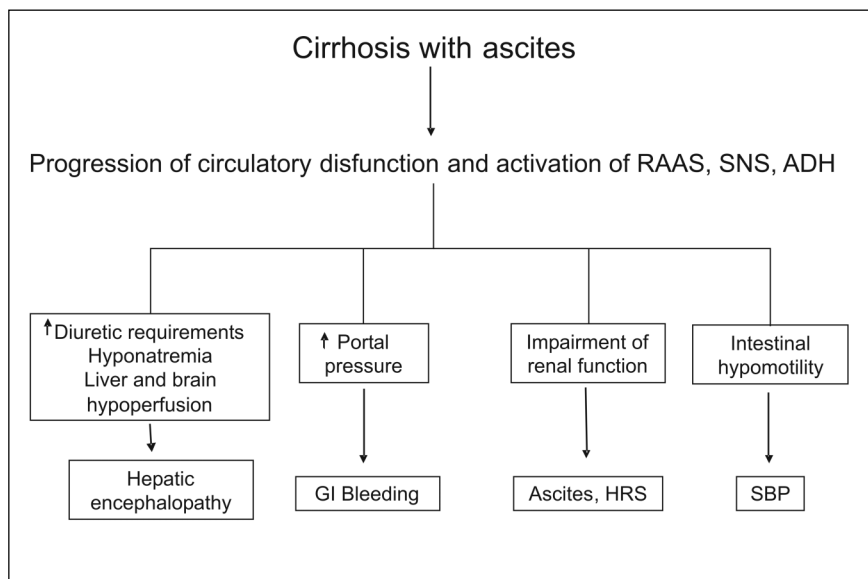 Cirrhosis with ascites
Progression of circulatory disfunction and activation of RAAS, SNS, ADH
↑Diuretic requirements
Hyponatremia
Liver and brain
hypoperfusion
↑ Portal
pressure
Impairment of
renal function
Intestinal
hypomotility
Hepatic
encephalopathy
GI Bleeding
Ascites, HRS
SBP